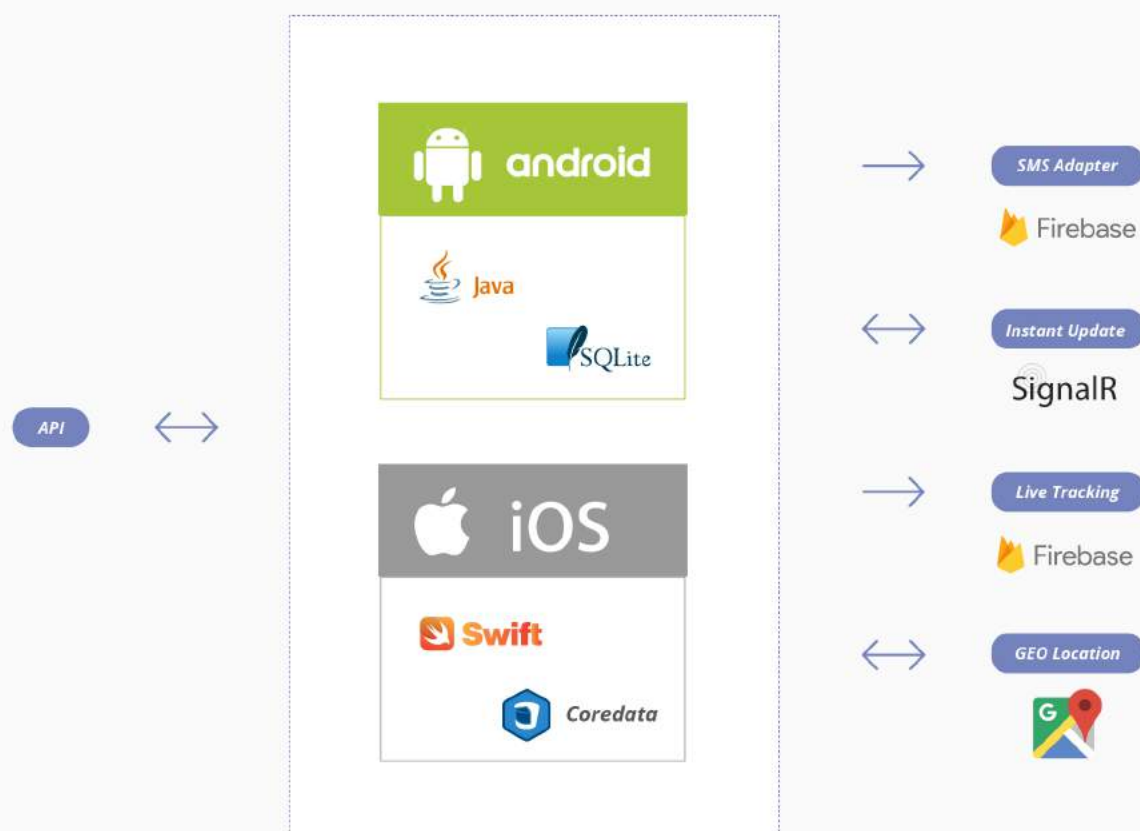 API
android
Java
SQLite
iOS
Swift
Coredata
SMS Adapter
Firebase
Instant Update
SignalR
Live Tracking
Firebase
GEO Location
G